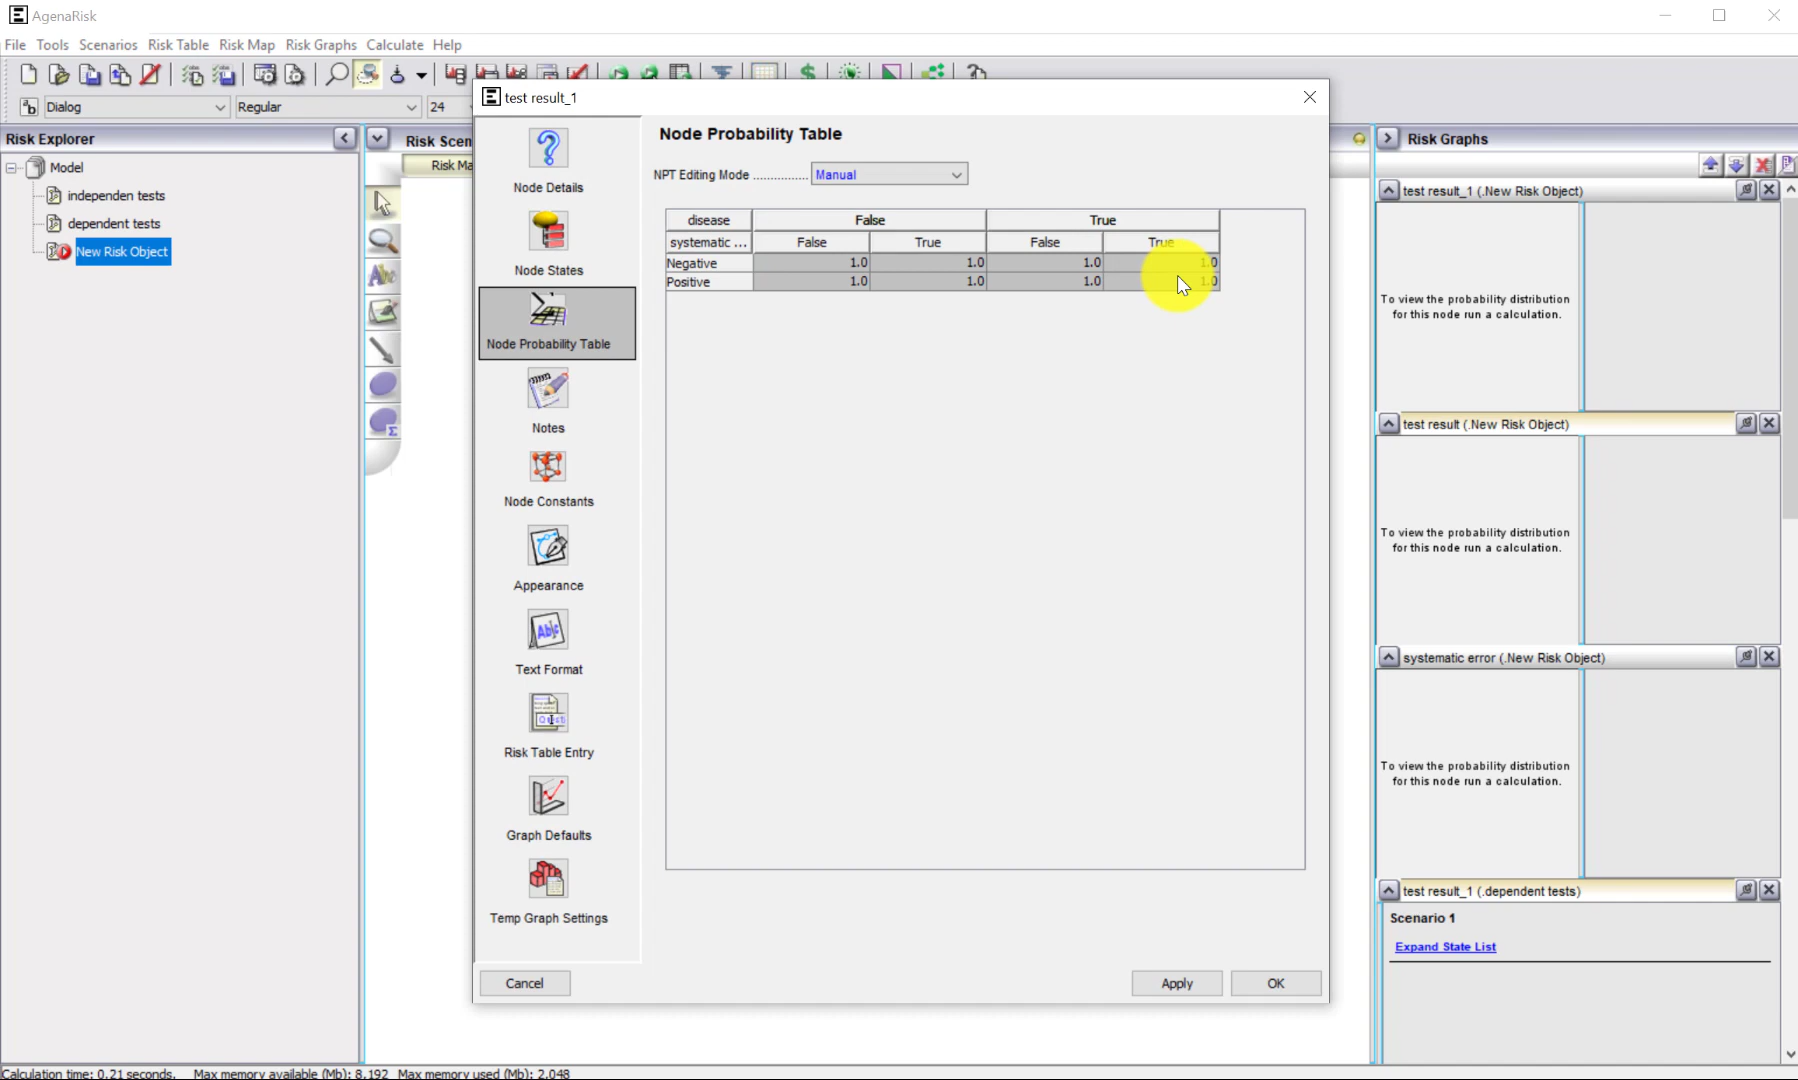 AgenaRisk
File Tools Scenarios Risk Table Risk Map Risk Graphs Calculate Help
Dialog Regular 24
test result_1
Risk Explorer
Model
independen tests
dependent tests
New Risk Object
Risk Scen
Risk Ma
Node Details
Node States
Node Probability Table
Notes
Node Constants
Appearance
Text Format
Risk Table Entry
Graph Defaults
Temp Graph Settings
Cancel
Node Probability Table
NPT Editing Mode ............... Manual
disease False True
systematic ... False True False True
Negative 1.0 1.0 1.0 1.0
Positive 1.0 1.0 1.0 1.0
Apply OK
Risk Graphs
test result_1 (.New Risk Object)
To view the probability distribution
for this node run a calculation.
test result (.New Risk Object)
To view the probability distribution
for this node run a calculation.
systematic error (.New Risk Object)
To view the probability distribution
for this node run a calculation.
test result_1 (.dependent tests)
Scenario 1
Expand State List
Calculation time: 0.21 seconds. Max memory available (Mb): 8,192 Max memory used (Mb): 2,048